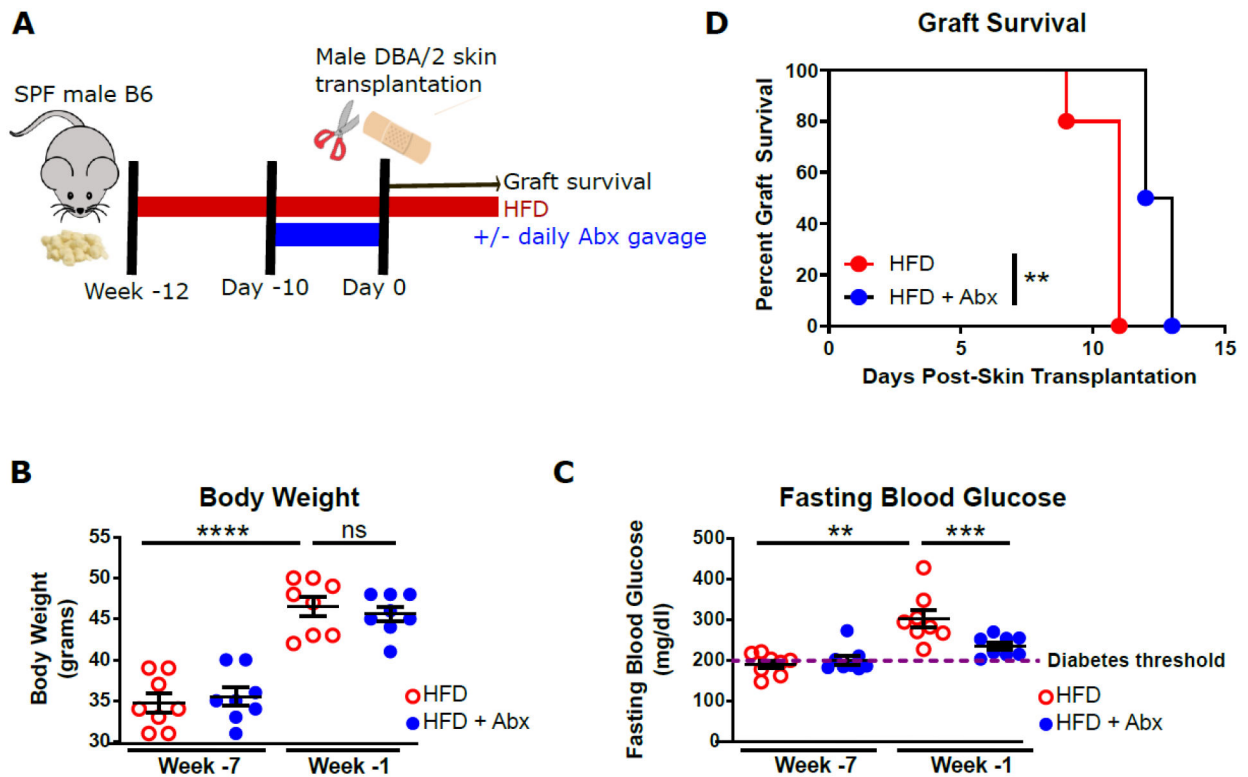 A
SPF male B6
Male DBA/2 skin
transplantation
Graft survival
HFD
+/- daily Abx gavage
Week -12
Day -10
Day 0
D
Graft Survival
Percent Graft Survival
100
80
60
40
20
0
HFD
HFD + Abx
**
0
5
10
15
Days Post-Skin Transplantation
B
Body Weight
Body Weight
(grams)
55
50
45
40
35
30
****
ns
HFD
HFD + Abx
Week -7
Week -1
C
Fasting Blood Glucose
Fasting Blood Glucose
(mg/dl)
500
400
300
200
100
0
**
***
Diabetes threshold
HFD
HFD + Abx
Week -7
Week -1